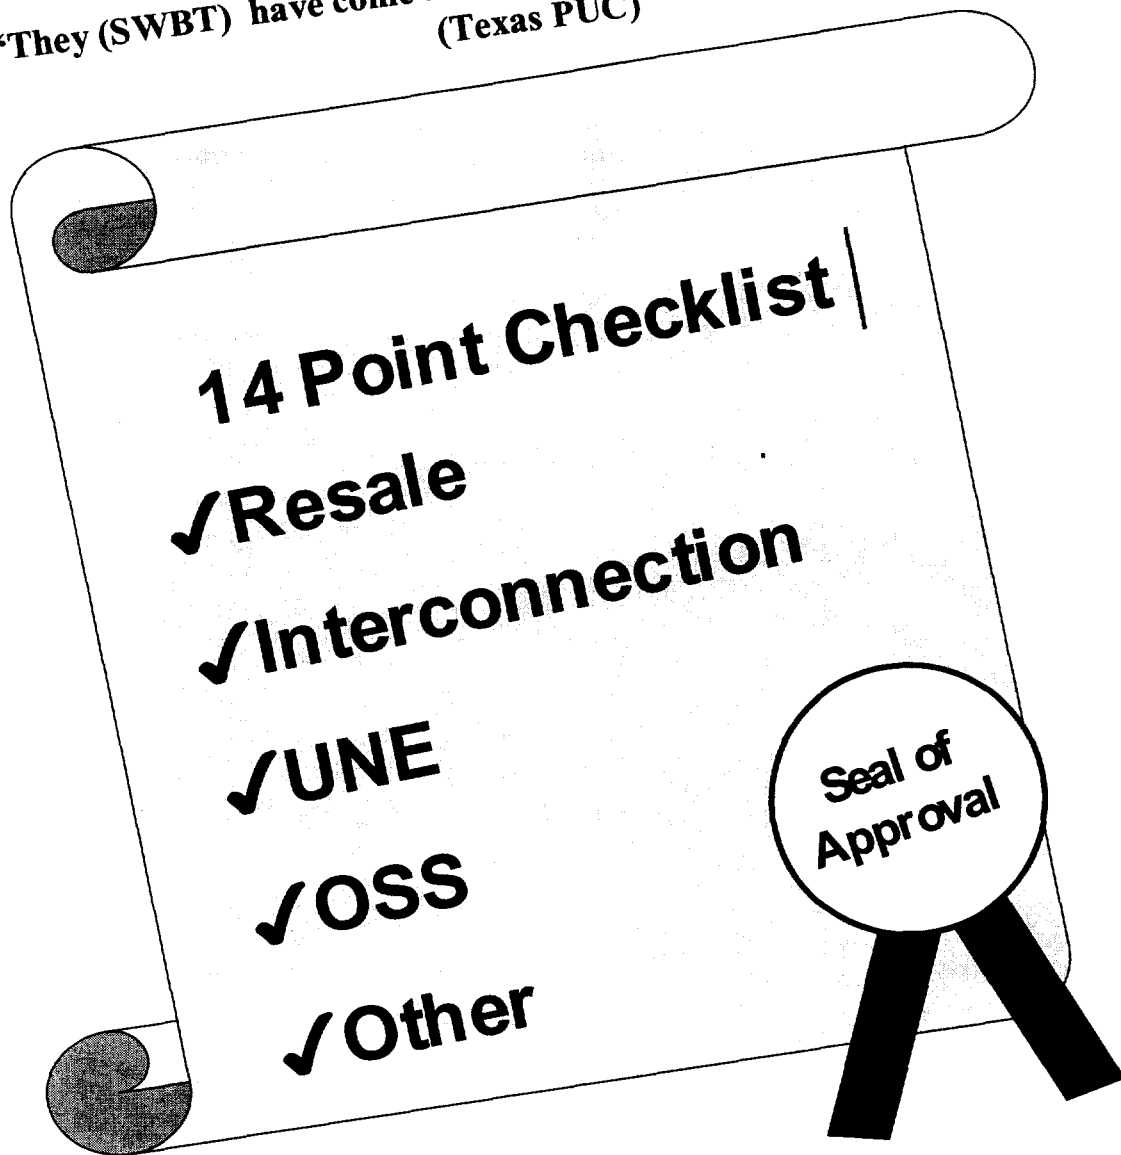 “They (SWBT) have come
(Texas PUC)
14 Point Checklist
✓Resale
✓Interconnection
✓UNE
✓OSS
✓Other
Seal of
Approval